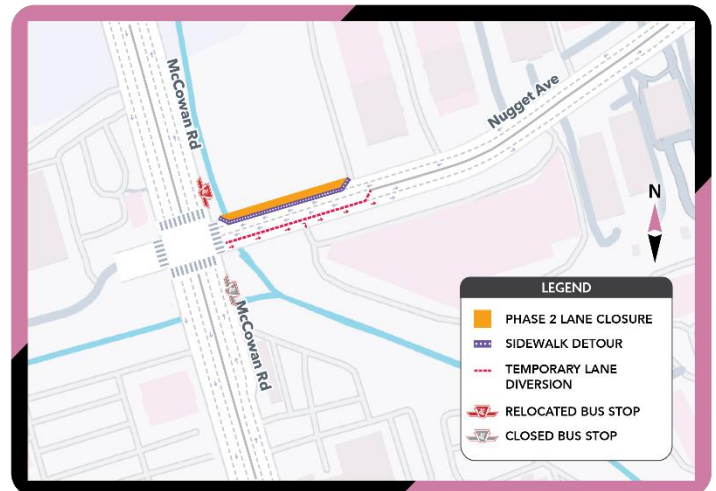 McCowan Rd
Nugget Ave
N
McCowan Rd
LEGEND
PHASE 2 LANE CLOSURE
SIDEWALK DETOUR
TEMPORARY LANE
DIVERSION
RELOCATED BUS STOP
CLOSED BUS STOP